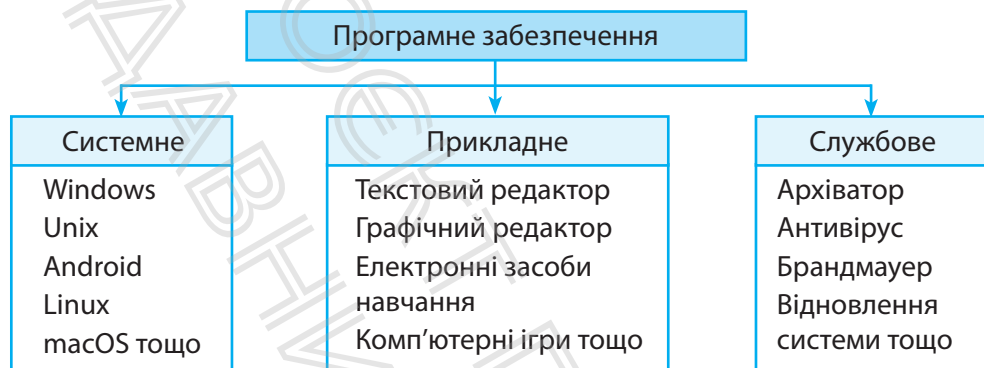 Програмне забезпечення
Системне
Windows
Unix
Android
Linux
macOS тощо
Прикладне
Текстовий редактор
Графічний редактор
Електронні засоби
навчання
Комп’ютерні ігри тощо
Службове
Архіватор
Антивірус
Брандмауер
Відновлення
системи тощо